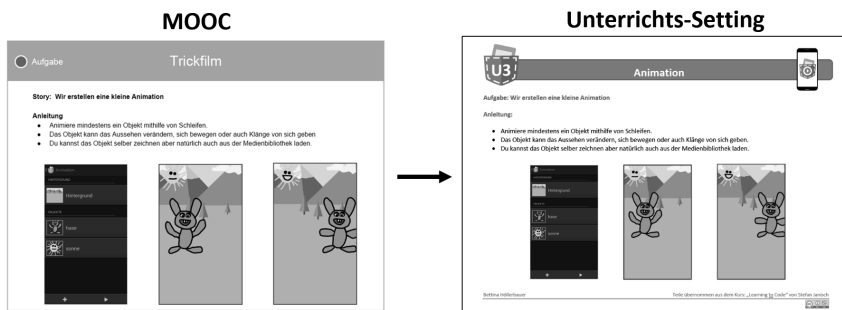 MOOC
Unterrichts-Setting
Aufgabe
Trickfilm
Story: Wir erstellen eine kleine Animation
Anleitung
• Animiere mindestens ein Objekt mithilfe von Schleifen.
• Das Objekt kann das Aussehen verändern, sich bewegen oder auch Klänge von sich geben
• Du kannst das Objekt selber zeichnen aber natürlich auch aus der Medienbibliothek laden.
Animation
HINTERGRUND
Hintergrund
OBJEKTE
hase
sonne
U3
Animation
Aufgabe: Wir erstellen eine kleine Animation
Anleitung:
• Animiere mindestens ein Objekt mithilfe von Schleifen.
• Das Objekt kann das Aussehen verändern, sich bewegen oder auch Klänge von sich geben.
• Du kannst das Objekt selber zeichnen aber natürlich auch aus der Medienbibliothek laden.
Animation
Hintergrund
hase
sonne
Bettina Höllerbauer
Teile übernommen aus dem Kurs: „Learning to Code" von Stefan Janisch